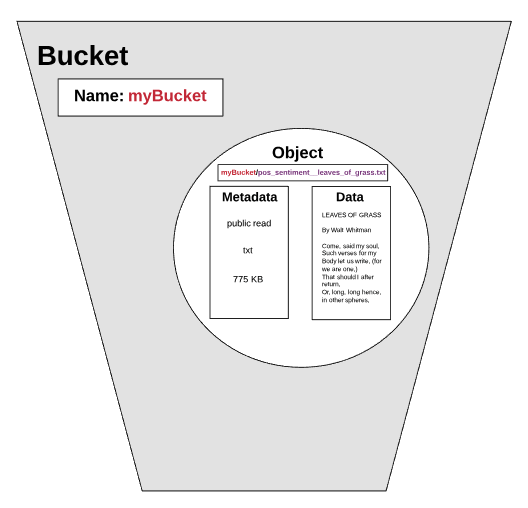 Bucket
Name: myBucket
Object
myBucket/pos_sentiment__leaves_of_grass.txt
Metadata
public read
txt
775 KB
Data
LEAVES OF GRASS
By Walt Whitman
Come, said my soul,
Such verses for my
Body let us write, (for
we are one,)
That should I after
return,
Or, long, long hence,
in other spheres,